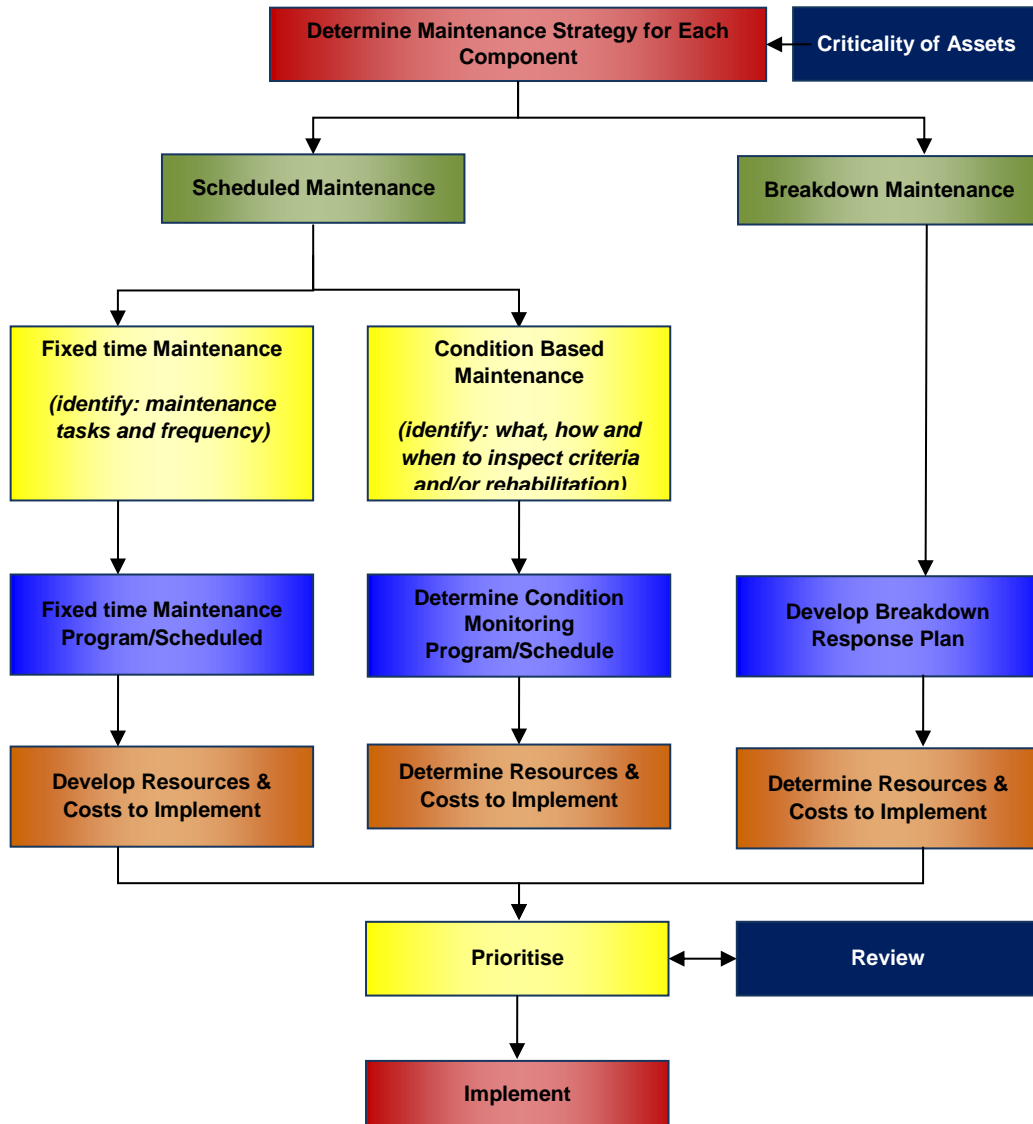 Determine Maintenance Strategy for Each
Component
Criticality of Assets
Scheduled Maintenance
Breakdown Maintenance
Fixed time Maintenance
(identify: maintenance
tasks and frequency)
Condition Based
Maintenance
(identify: what, how and
when to inspect criteria
and/or rehabilitation)
Fixed time Maintenance
Program/Scheduled
Determine Condition
Monitoring
Program/Schedule
Develop Breakdown
Response Plan
Develop Resources &
Costs to Implement
Determine Resources &
Costs to Implement
Determine Resources &
Costs to Implement
Prioritise
Review
Implement